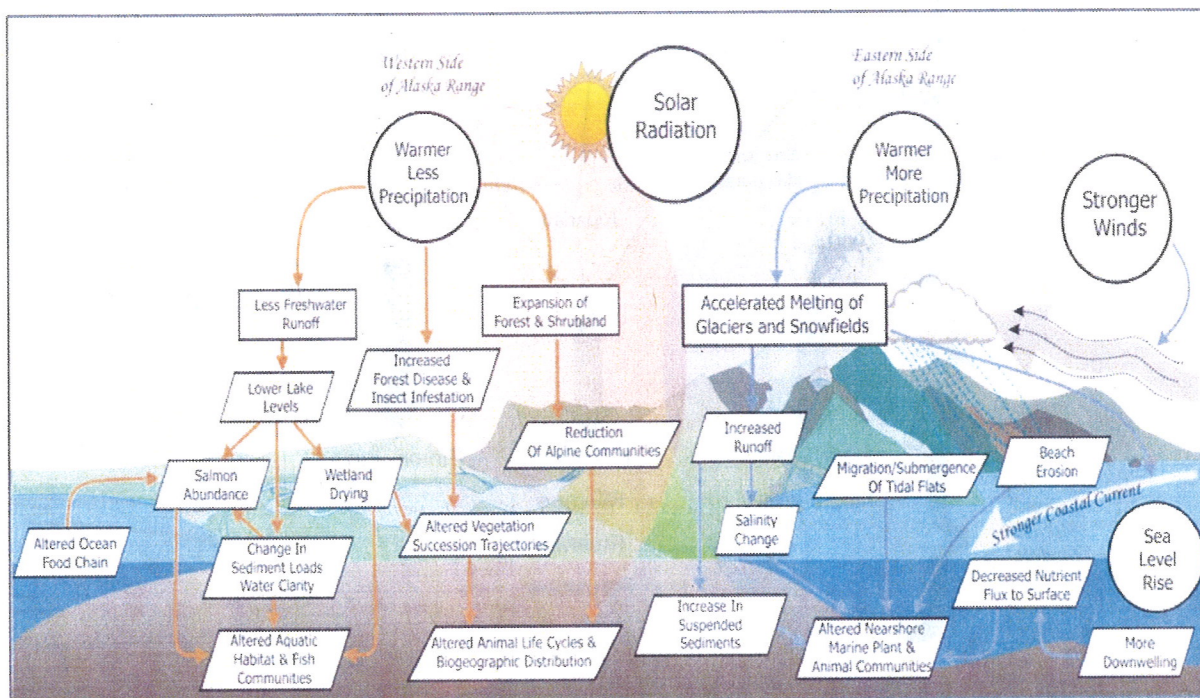 Western Side
of Alaska Range
Eastern Side
of Alaska Range
Solar
Radiation
Warmer
Less
Precipitation
Warmer
More
Precipitation
Stronger
Winds
Less Freshwater
Runoff
Expansion of
Forest & Shrubland
Accelerated Melting of
Glaciers and Snowfields
Increased
Forest Disease &
Insect Infestation
Lower Lake
Levels
Reduction
Of Alpine Communities
Increased
Runoff
Beach
Erosion
Migration/Submergence
Of Tidal Flats
Salmon
Abundance
Wetland
Drying
Stronger Coastal Current
Altered Ocean
Food Chain
Change In
Sediment Loads
Water Clarity
Altered Vegetation
Succession Trajectories
Salinity
Change
Sea
Level
Rise
Decreased Nutrient
Flux to Surface
Increase In
Suspended
Sediments
Altered Aquatic
Habitat & Fish
Communities
Altered Animal Life Cycles &
Biogeographic Distribution
Altered Nearshore
Marine Plant &
Animal Communities
More
Downwelling